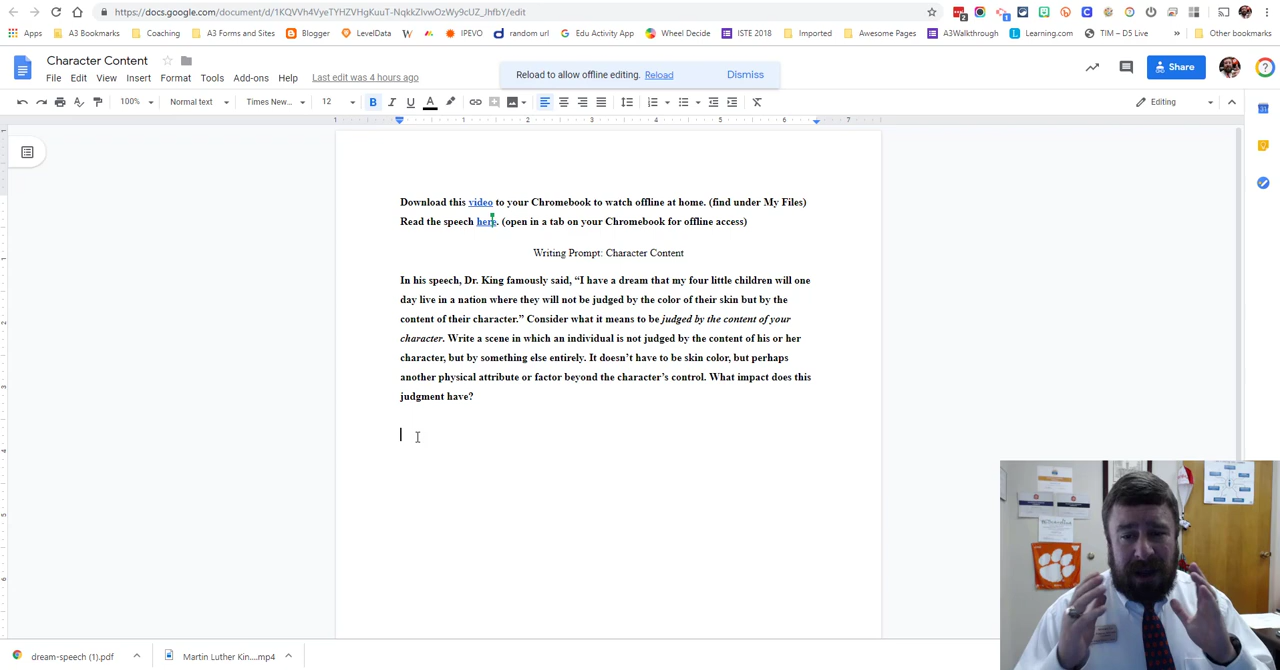 https://docs.google.com/document/d/1KQVVh4VyeTYHZVHgKuuT-NqkkZlvwOzWy9cUZ_JhfbY/edit
Apps A3 Bookmarks Coaching A3 Forms and Sites Blogger LevelData IPEVO random url Edu Activity App Wheel Decide ISTE 2018 Imported Awesome Pages A3Walkthrough Learning.com TIM – D5 Live » Other bookmarks
Character Content
File Edit View Insert Format Tools Add-ons Help Last edit was 4 hours ago
Reload to allow offline editing. Reload Dismiss
Share
100% Normal text Times New... 12 B I U A Editing
1 1 2 3 4 5 6 7
Download this video to your Chromebook to watch offline at home. (find under My Files)
Read the speech here. (open in a tab on your Chromebook for offline access)
Writing Prompt: Character Content
In his speech, Dr. King famously said, “I have a dream that my four little children will one
day live in a nation where they will not be judged by the color of their skin but by the
content of their character.” Consider what it means to be judged by the content of your
character. Write a scene in which an individual is not judged by the content of his or her
character, but by something else entirely. It doesn’t have to be skin color, but perhaps
another physical attribute or factor beyond the character’s control. What impact does this
judgment have?
dream-speech (1).pdf
Martin Luther Kin....mp4